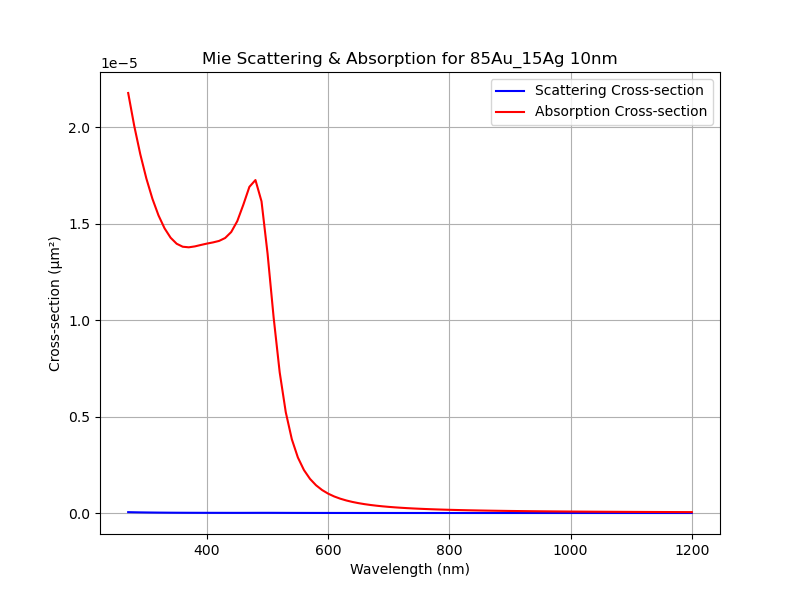 Mie Scattering & Absorption for 85Au_15Ag 10nm
1e−5
Scattering Cross-section
Absorption Cross-section
2.0
1.5
1.0
0.5
0.0
Cross-section (μm²)
400 600 800 1000 1200
Wavelength (nm)